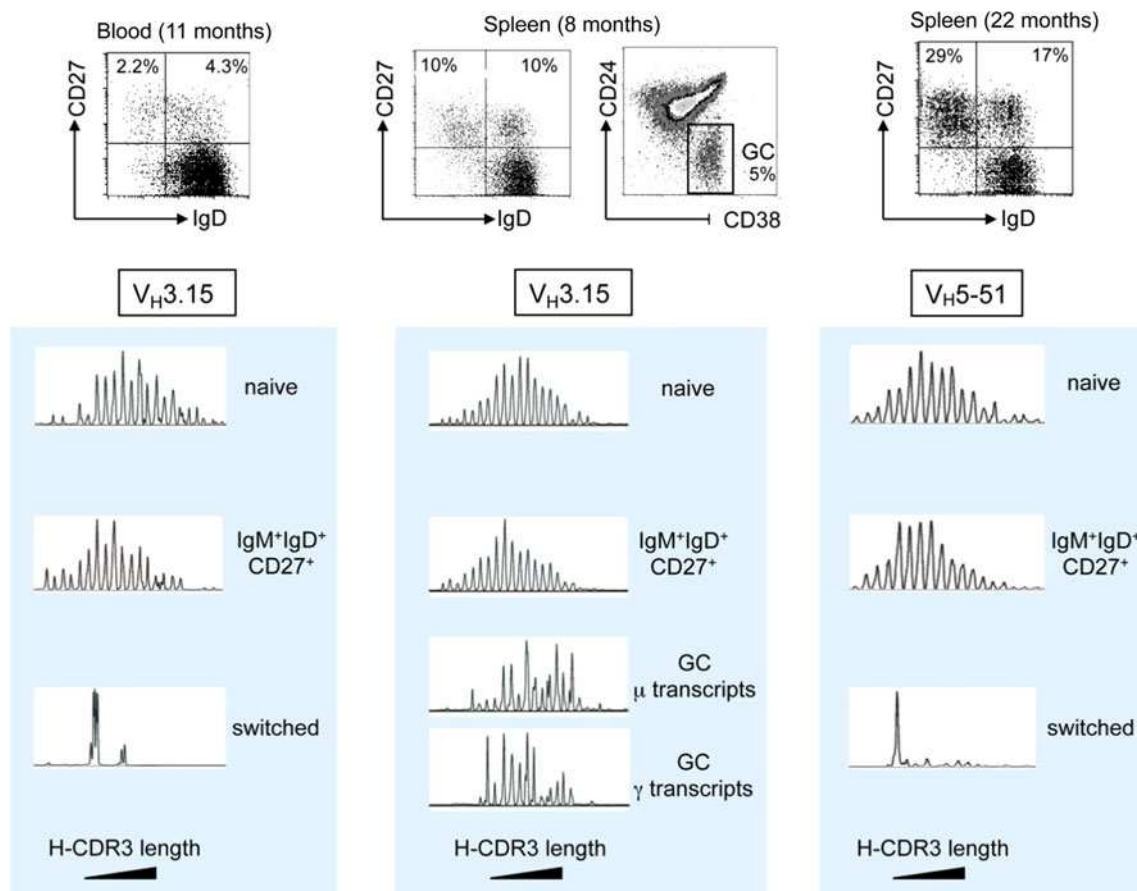 Blood (11 months)
2.2%
4.3%
CD27
IgD
Spleen (8 months)
10%
10%
CD27
IgD
CD24
GC
5%
CD38
Spleen (22 months)
29%
17%
CD27
IgD
VH3.15
naive
IgM+IgD+
CD27+
switched
H-CDR3 length
VH3.15
naive
IgM+IgD+
CD27+
GC
μ transcripts
GC
γ transcripts
H-CDR3 length
VH5-51
naive
IgM+IgD+
CD27+
switched
H-CDR3 length